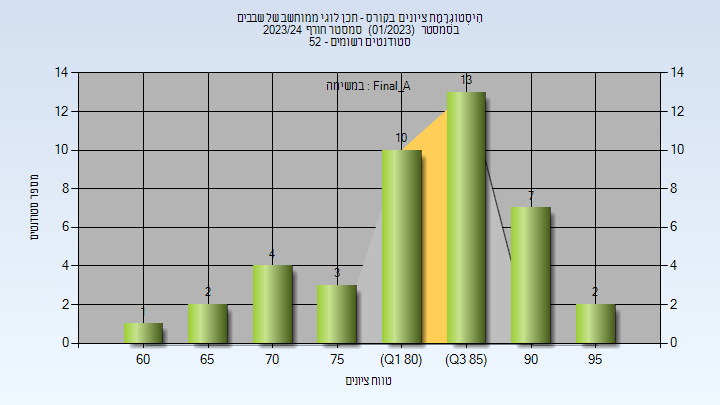 היסטוגרמת ציונים בקורס - תכן לוגי ממוחשב של שבבים
בסמסטר (01/2023) סמסטר חורף 2023/24
סטודנטים רשומים - 52
במשימה : Final_A
מספר סטודנטים
14 14
12 12
10 10
8 8
6 6
4 4
2 2
0 0
1 2 4 3 10 13 7 2
60 65 70 75 (Q1 80) (Q3 85) 90 95
טווח ציונים